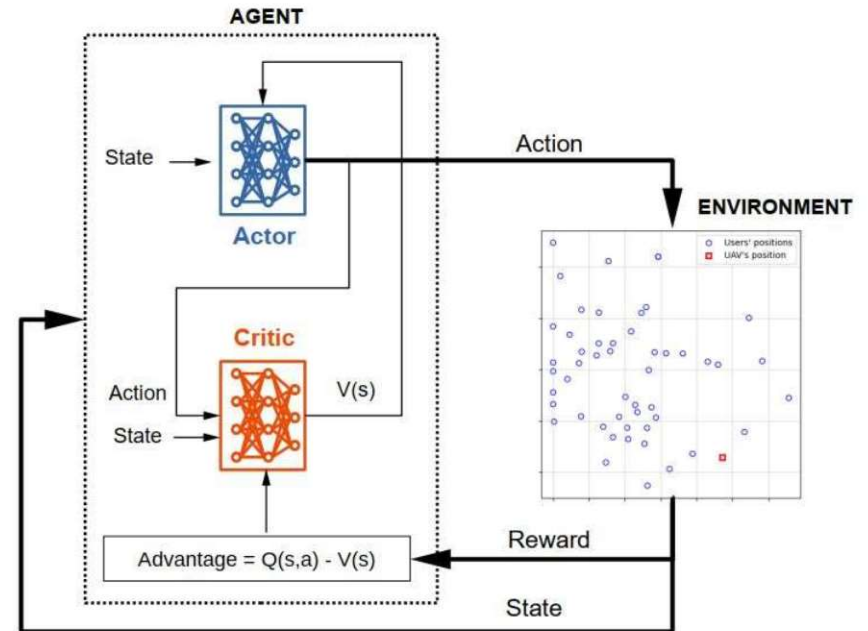 AGENT
State
Actor
Action
ENVIRONMENT
Users' positions
UAV's position
Critic
Action
State
V(s)
Advantage = Q(s,a) - V(s)
Reward
State